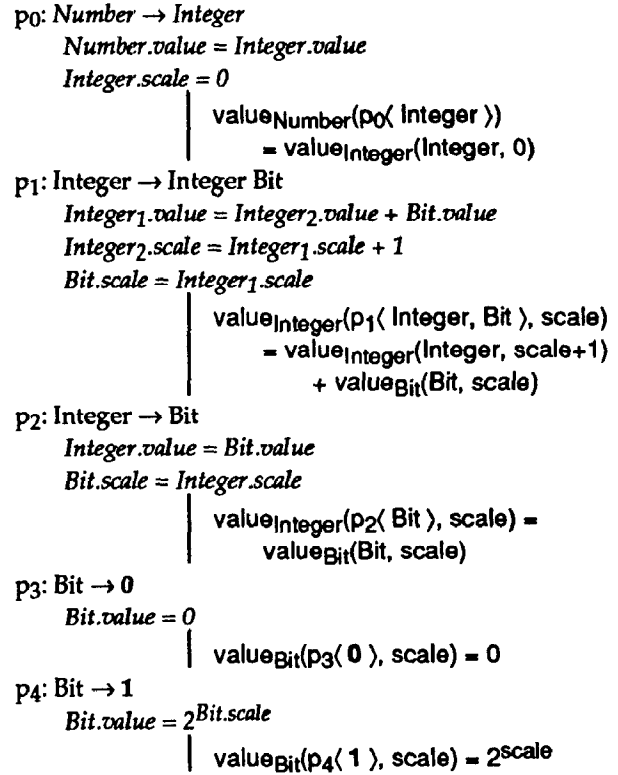 p₀: Number → Integer
Number.value = Integer.value
Integer.scale = 0
value_Number(p₀⟨ Integer ⟩)
= value_Integer(Integer, 0)
p₁: Integer → Integer Bit
Integer₁.value = Integer₂.value + Bit.value
Integer₂.scale = Integer₁.scale + 1
Bit.scale = Integer₁.scale
value_Integer(p₁⟨ Integer, Bit ⟩, scale)
= value_Integer(Integer, scale+1)
+ value_Bit(Bit, scale)
p₂: Integer → Bit
Integer.value = Bit.value
Bit.scale = Integer.scale
value_Integer(p₂⟨ Bit ⟩, scale) =
value_Bit(Bit, scale)
p₃: Bit → 0
Bit.value = 0
value_Bit(p₃⟨ 0 ⟩, scale) = 0
p₄: Bit → 1
Bit.value = 2^Bit.scale
value_Bit(p₄⟨ 1 ⟩, scale) = 2^scale